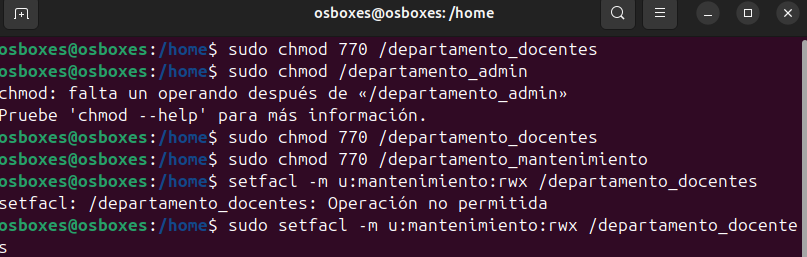 osboxes@osboxes: /home
osboxes@osboxes:/home$ sudo chmod 770 /departamento_docentes
osboxes@osboxes:/home$ sudo chmod /departamento_admin
chmod: falta un operando después de «/departamento_admin»
Pruebe 'chmod --help' para más información.
osboxes@osboxes:/home$ sudo chmod 770 /departamento_docentes
osboxes@osboxes:/home$ sudo chmod 770 /departamento_mantenimiento
osboxes@osboxes:/home$ setfacl -m u:mantenimiento:rwx /departamento_docentes
setfacl: /departamento_docentes: Operación no permitida
osboxes@osboxes:/home$ sudo setfacl -m u:mantenimiento:rwx /departamento_docente
s